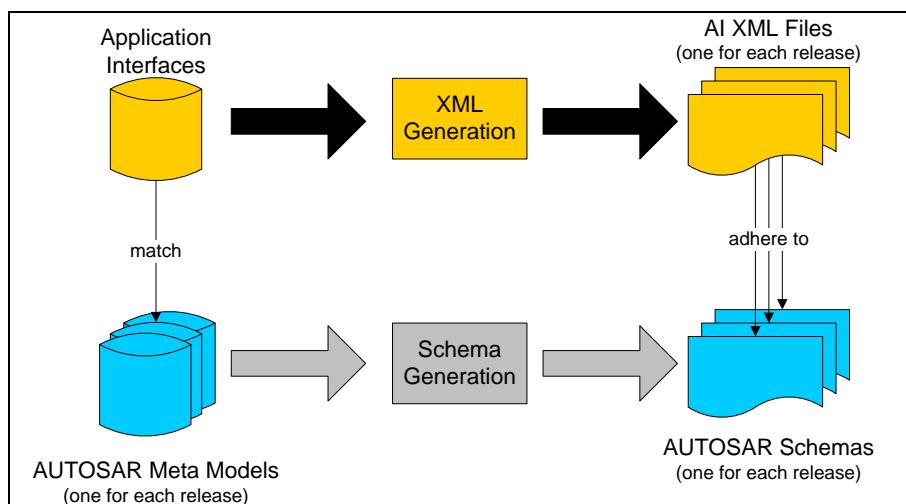 Application
Interfaces
AI XML Files
(one for each release)
XML
Generation
match
adhere to
Schema
Generation
AUTOSAR Meta Models
(one for each release)
AUTOSAR Schemas
(one for each release)